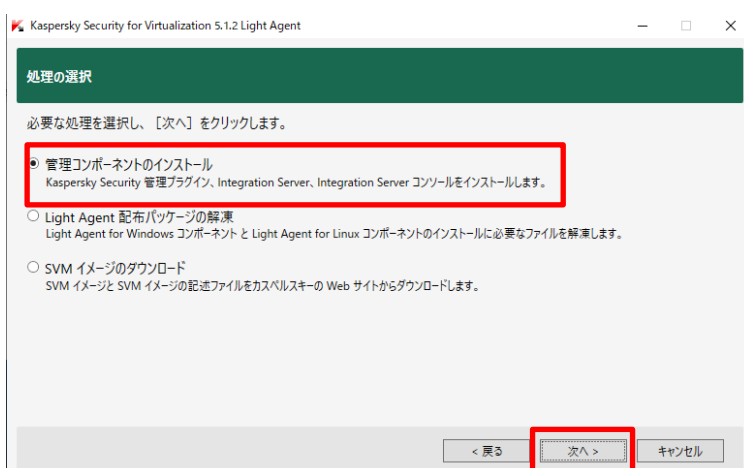 Kaspersky Security for Virtualization 5.1.2 Light Agent
処理の選択
必要な処理を選択し、［次へ］をクリックします。
管理コンポーネントのインストール
Kaspersky Security 管理プラグイン、Integration Server、Integration Server コンソールをインストールします。
Light Agent 配布パッケージの解凍
Light Agent for Windows コンポーネント と Light Agent for Linux コンポーネントのインストールに必要なファイルを解凍します。
SVM イメージのダウンロード
SVM イメージと SVM イメージの記述ファイルをカスペルスキーの Web サイトからダウンロードします。
< 戻る
次へ >
キャンセル